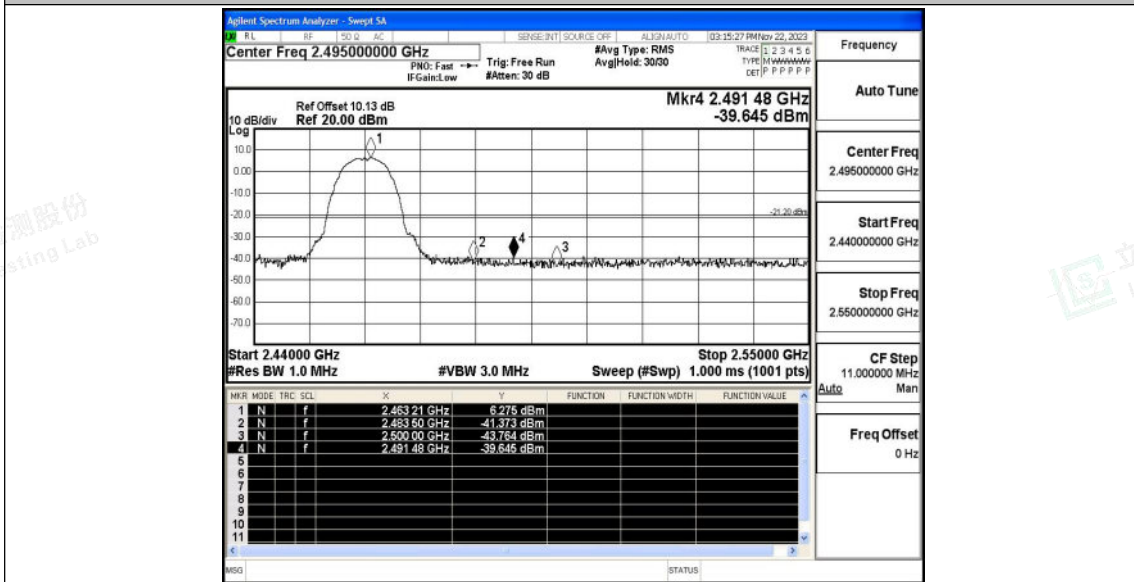 Agilent Spectrum Analyzer - Swept SA
RL RF 50 Ω AC SENSE:INT SOURCE OFF ALIGNAUTO 03:15:27 PM Nov 22, 2023
Center Freq 2.495000000 GHz
PNO: Fast
IFGain:Low
Trig: Free Run
#Atten: 30 dB
#Avg Type: RMS
Avg|Hold: 30/30
TRACE 1 2 3 4 5 6
TYPE M W W W W W
DET P P P P P P
Mkr4 2.491 48 GHz
-39.645 dBm
Ref Offset 10.13 dB
10 dB/div Ref 20.00 dBm
Log
10.0
0.00
-10.0
-20.0
-30.0
-40.0
-50.0
-60.0
-70.0
1
2
4
3
-21.20 dBm
Start 2.44000 GHz Stop 2.55000 GHz
#Res BW 1.0 MHz #VBW 3.0 MHz Sweep (#Swp) 1.000 ms (1001 pts)
MKR MODE TRC SCL X Y FUNCTION FUNCTION WIDTH FUNCTION VALUE
1 N f 2.463 21 GHz 6.275 dBm
2 N f 2.483 50 GHz -41.373 dBm
3 N f 2.500 00 GHz -43.764 dBm
4 N f 2.491 48 GHz -39.645 dBm
5
6
7
8
9
10
11
MSG STATUS
Frequency
Auto Tune
Center Freq
2.495000000 GHz
Start Freq
2.440000000 GHz
Stop Freq
2.550000000 GHz
CF Step
11.000000 MHz
Auto Man
Freq Offset
0 Hz
测股份
sting Lab
立